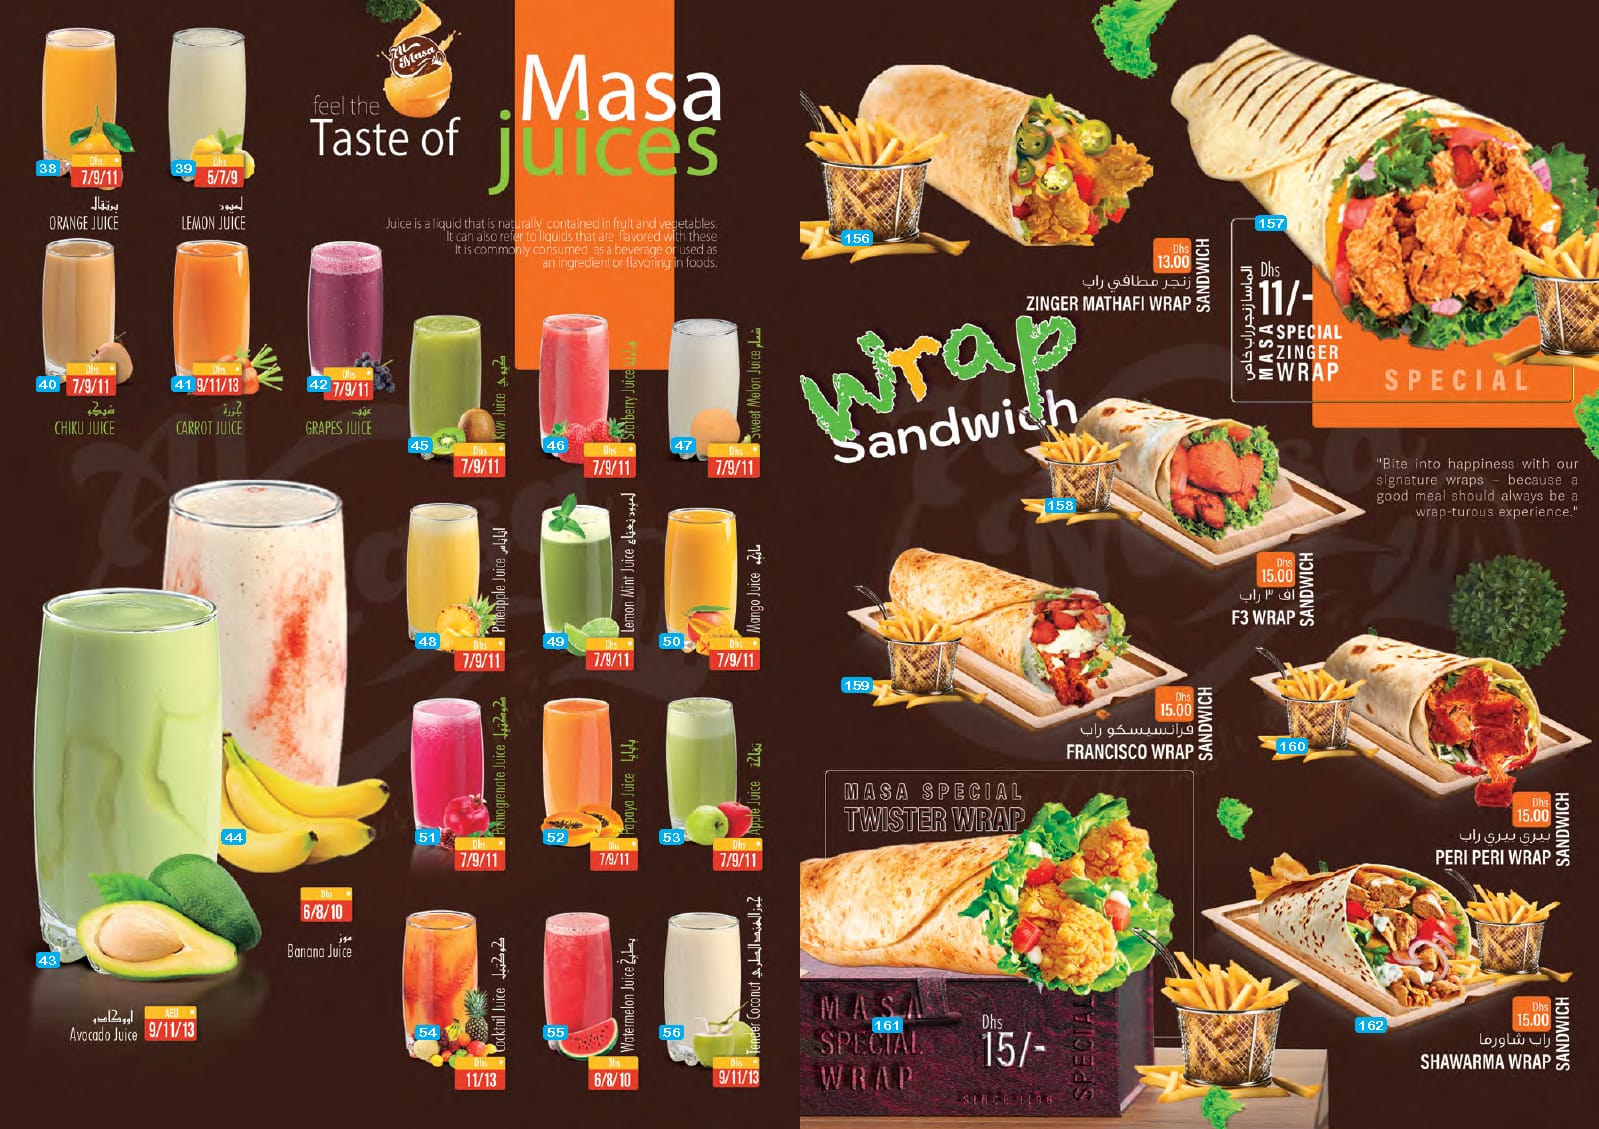 Al
Masa
feel the
Taste of
Masa
juices
Juice is a liquid that is naturally contained in fruit and vegetables.
It can also refer to liquids that are flavored with these
It is commonly consumed as a beverage or used as
an ingredient or flavoring in foods.
38
Dhs
7/9/11
برتقال
ORANGE JUICE
39
Dhs
5/7/9
ليمون
LEMON JUICE
40
Dhs
7/9/11
شيكو
CHIKU JUICE
41
Dhs
9/11/13
جزرة
CARROT JUICE
42
Dhs
7/9/11
عنب
GRAPES JUICE
كيوي
Kiwi Juice
45
Dhs
7/9/11
فراولة
Straberry Juice
46
Dhs
7/9/11
شمام
Sweet Melon Juice
47
Dhs
7/9/11
اناناس
Pineapple Juice
48
Dhs
7/9/11
ليمون نعناع
Lemon Mint Juice
49
Dhs
7/9/11
مانجو
Mango Juice
50
Dhs
7/9/11
44
Dhs
6/8/10
موز
Banana Juice
43
اووكادو
Avocado Juice
AED
9/11/13
Pomogrenate Juice
51
Dhs
7/9/11
بابايا
Papaya Juice
52
Dhs
7/9/11
تفاح
Apple Juice
53
Dhs
7/9/11
كوكتيل
Cocktail Juice
54
Dhs
11/13
بطيخ
Watermelon Juice
55
Dhs
6/8/10
Tender Coconut
56
Dhs
9/11/13
156
Dhs
13.00
زنجر مطافي راب
ZINGER MATHAFI WRAP
SANDWICH
157
الماسا زنجر راب خاص
Dhs
11/-
MASA
SPECIAL
ZINGER
WRAP
SPECIAL
Wrap
Sandwich
"Bite into happiness with our
signature wraps – because a
good meal should always be a
wrap-turous experience."
158
Dhs
15.00
اف ٣ راب
F3 WRAP
SANDWICH
159
Dhs
15.00
فرانسيسكو راب
FRANCISCO WRAP
SANDWICH
160
Dhs
15.00
بيري بيري راب
PERI PERI WRAP
SANDWICH
MASA SPECIAL
TWISTER WRAP
161
MASA
SPECIAL
WRAP
Dhs
15/-
SPECIAL
SINCE 1996
162
Dhs
15.00
راب شاورما
SHAWARMA WRAP
SANDWICH